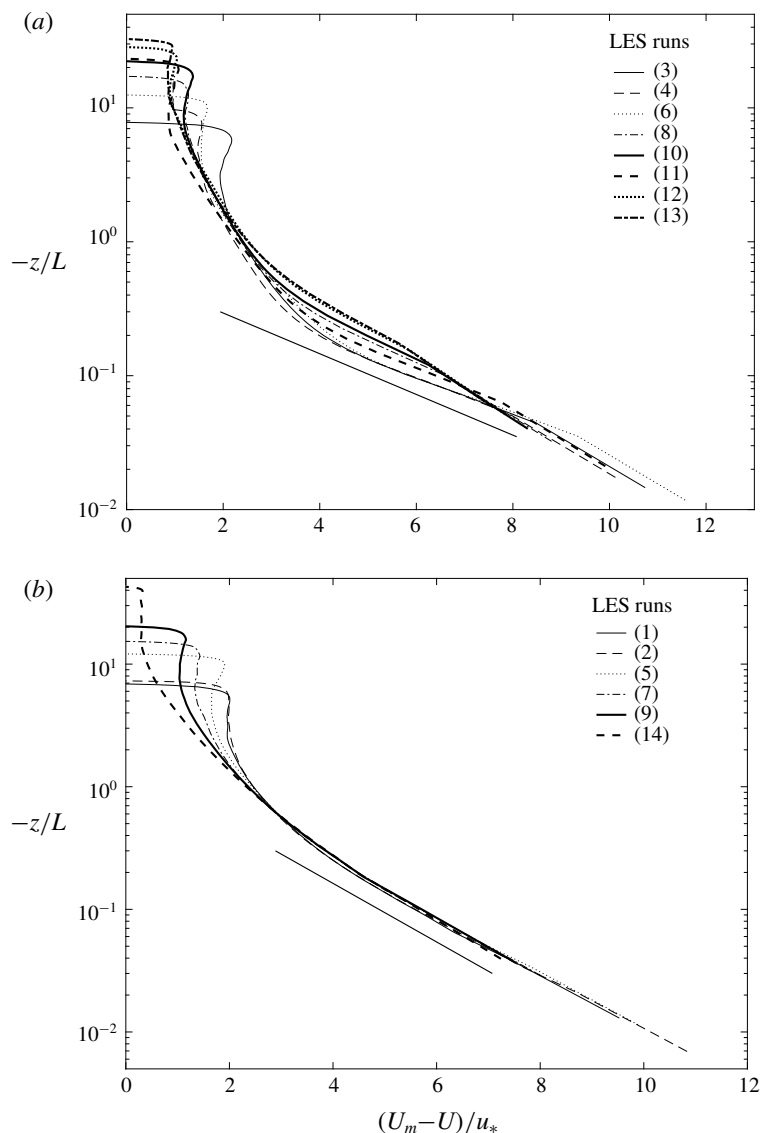 (a)
LES runs
(3)
(4)
(6)
(8)
(10)
(11)
(12)
(13)
10^1
10^0
−z/L
10^−1
10^−2
0 2 4 6 8 10 12
(b)
LES runs
(1)
(2)
(5)
(7)
(9)
(14)
10^1
10^0
−z/L
10^−1
10^−2
0 2 4 6 8 10 12
(U_m−U)/u_*